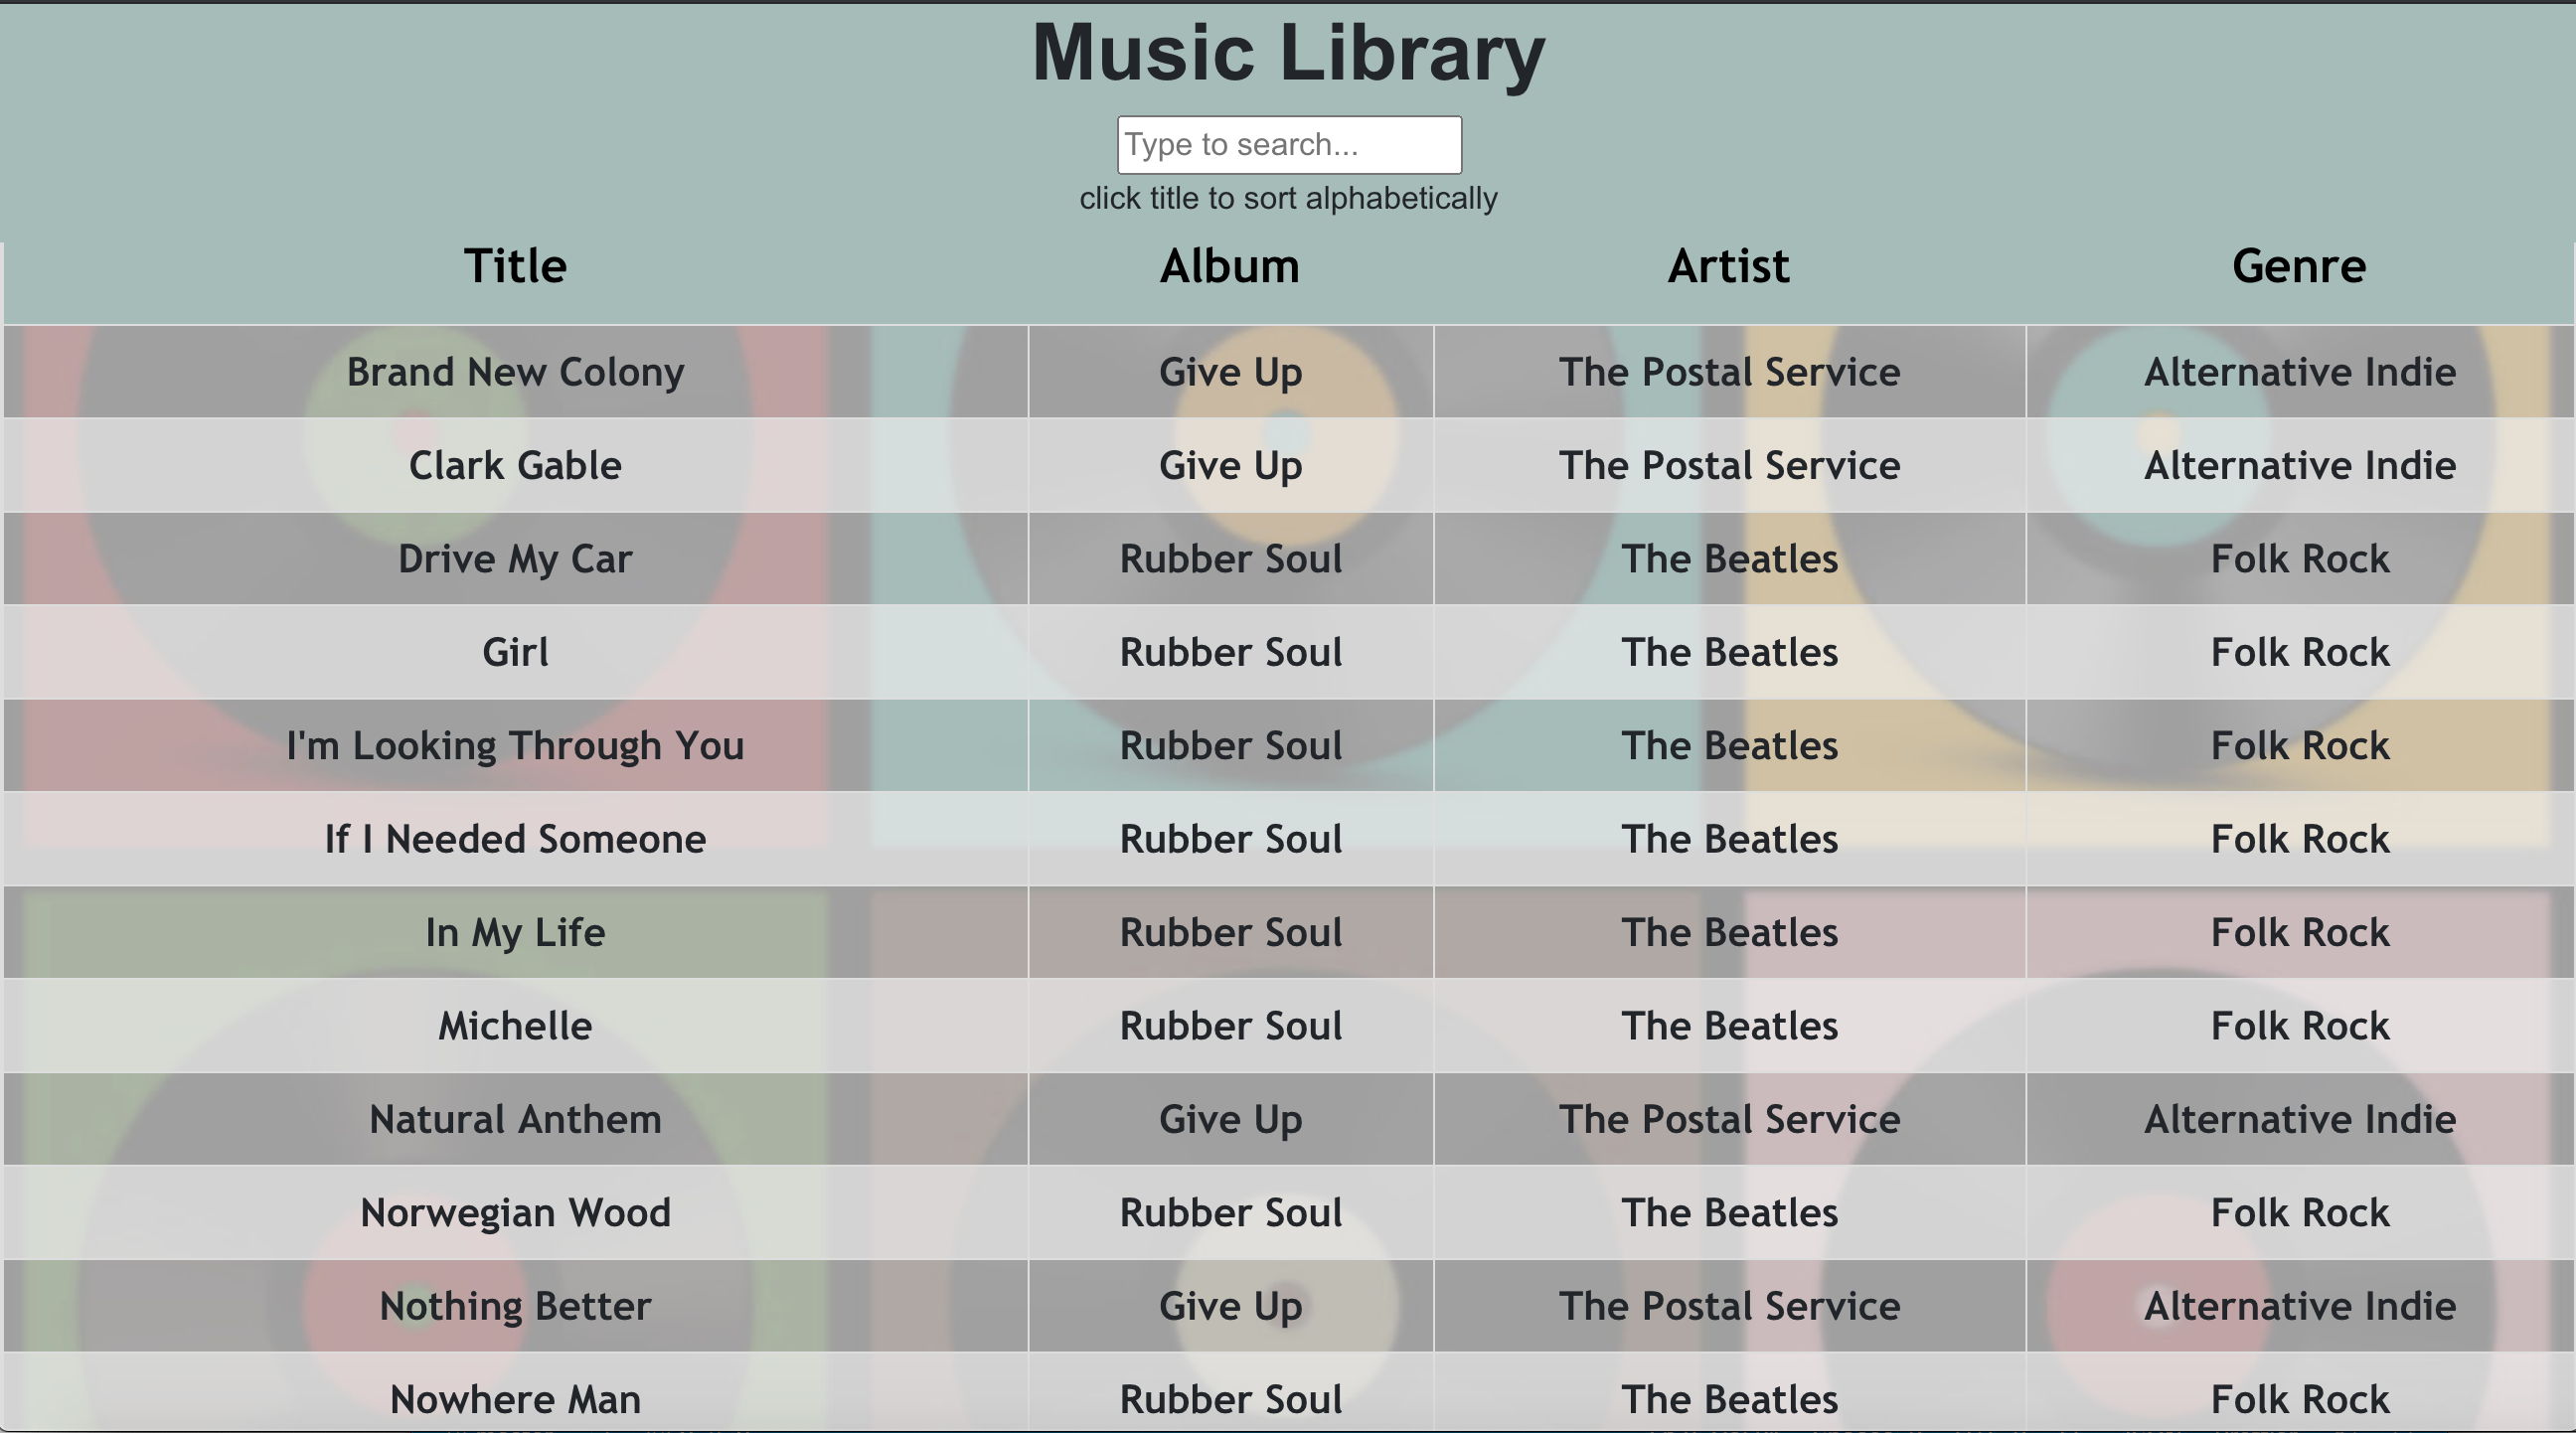 Music Library
Type to search...
click title to sort alphabetically
Title Album Artist Genre
Brand New Colony Give Up The Postal Service Alternative Indie
Clark Gable Give Up The Postal Service Alternative Indie
Drive My Car Rubber Soul The Beatles Folk Rock
Girl Rubber Soul The Beatles Folk Rock
I'm Looking Through You Rubber Soul The Beatles Folk Rock
If I Needed Someone Rubber Soul The Beatles Folk Rock
In My Life Rubber Soul The Beatles Folk Rock
Michelle Rubber Soul The Beatles Folk Rock
Natural Anthem Give Up The Postal Service Alternative Indie
Norwegian Wood Rubber Soul The Beatles Folk Rock
Nothing Better Give Up The Postal Service Alternative Indie
Nowhere Man Rubber Soul The Beatles Folk Rock